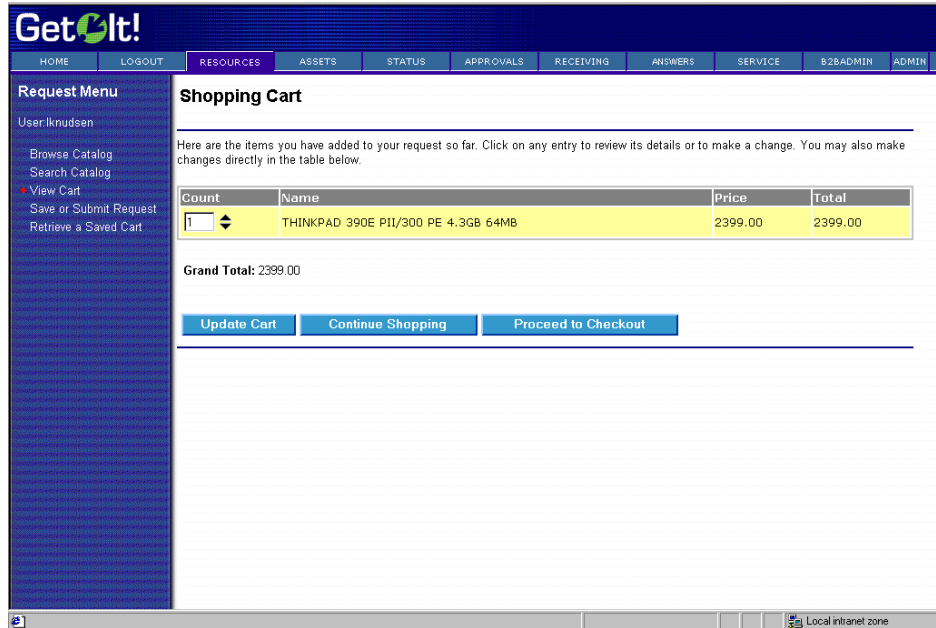 Get It!
HOME LOGOUT RESOURCES ASSETS STATUS APPROVALS RECEIVING ANSWERS SERVICE B2BADMIN ADMIN
Request Menu
User:lknudsen
Browse Catalog
Search Catalog
View Cart
Save or Submit Request
Retrieve a Saved Cart
Shopping Cart
Here are the items you have added to your request so far. Click on any entry to review its details or to make a change. You may also make
changes directly in the table below.
Count Name Price Total
1 THINKPAD 390E PII/300 PE 4.3GB 64MB 2399.00 2399.00
Grand Total: 2399.00
Update Cart Continue Shopping Proceed to Checkout
Local intranet zone